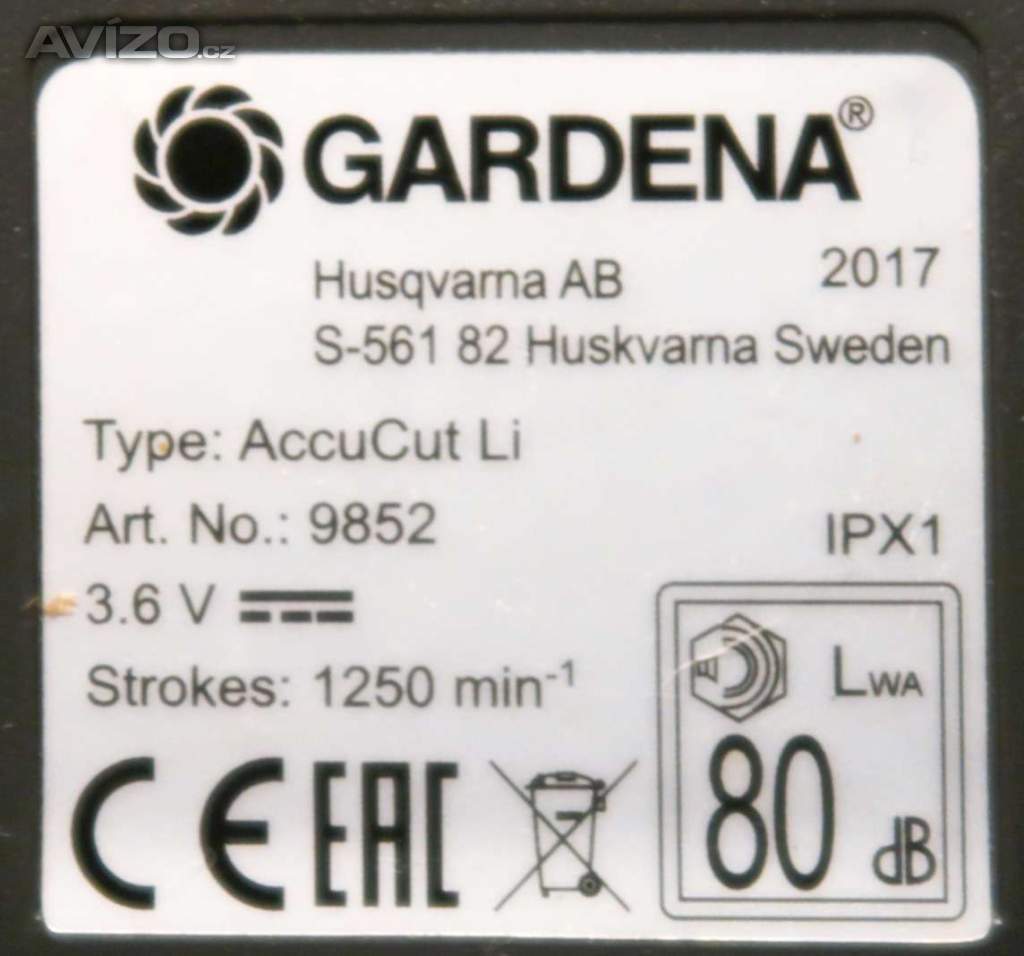 AVÍZO.cz
GARDENA®
Husqvarna AB 2017
S-561 82 Huskvarna Sweden
Type: AccuCut Li
Art. No.: 9852
IPX1
3.6 V
Strokes: 1250 min⁻¹
LWA
CE EAC
80 dB